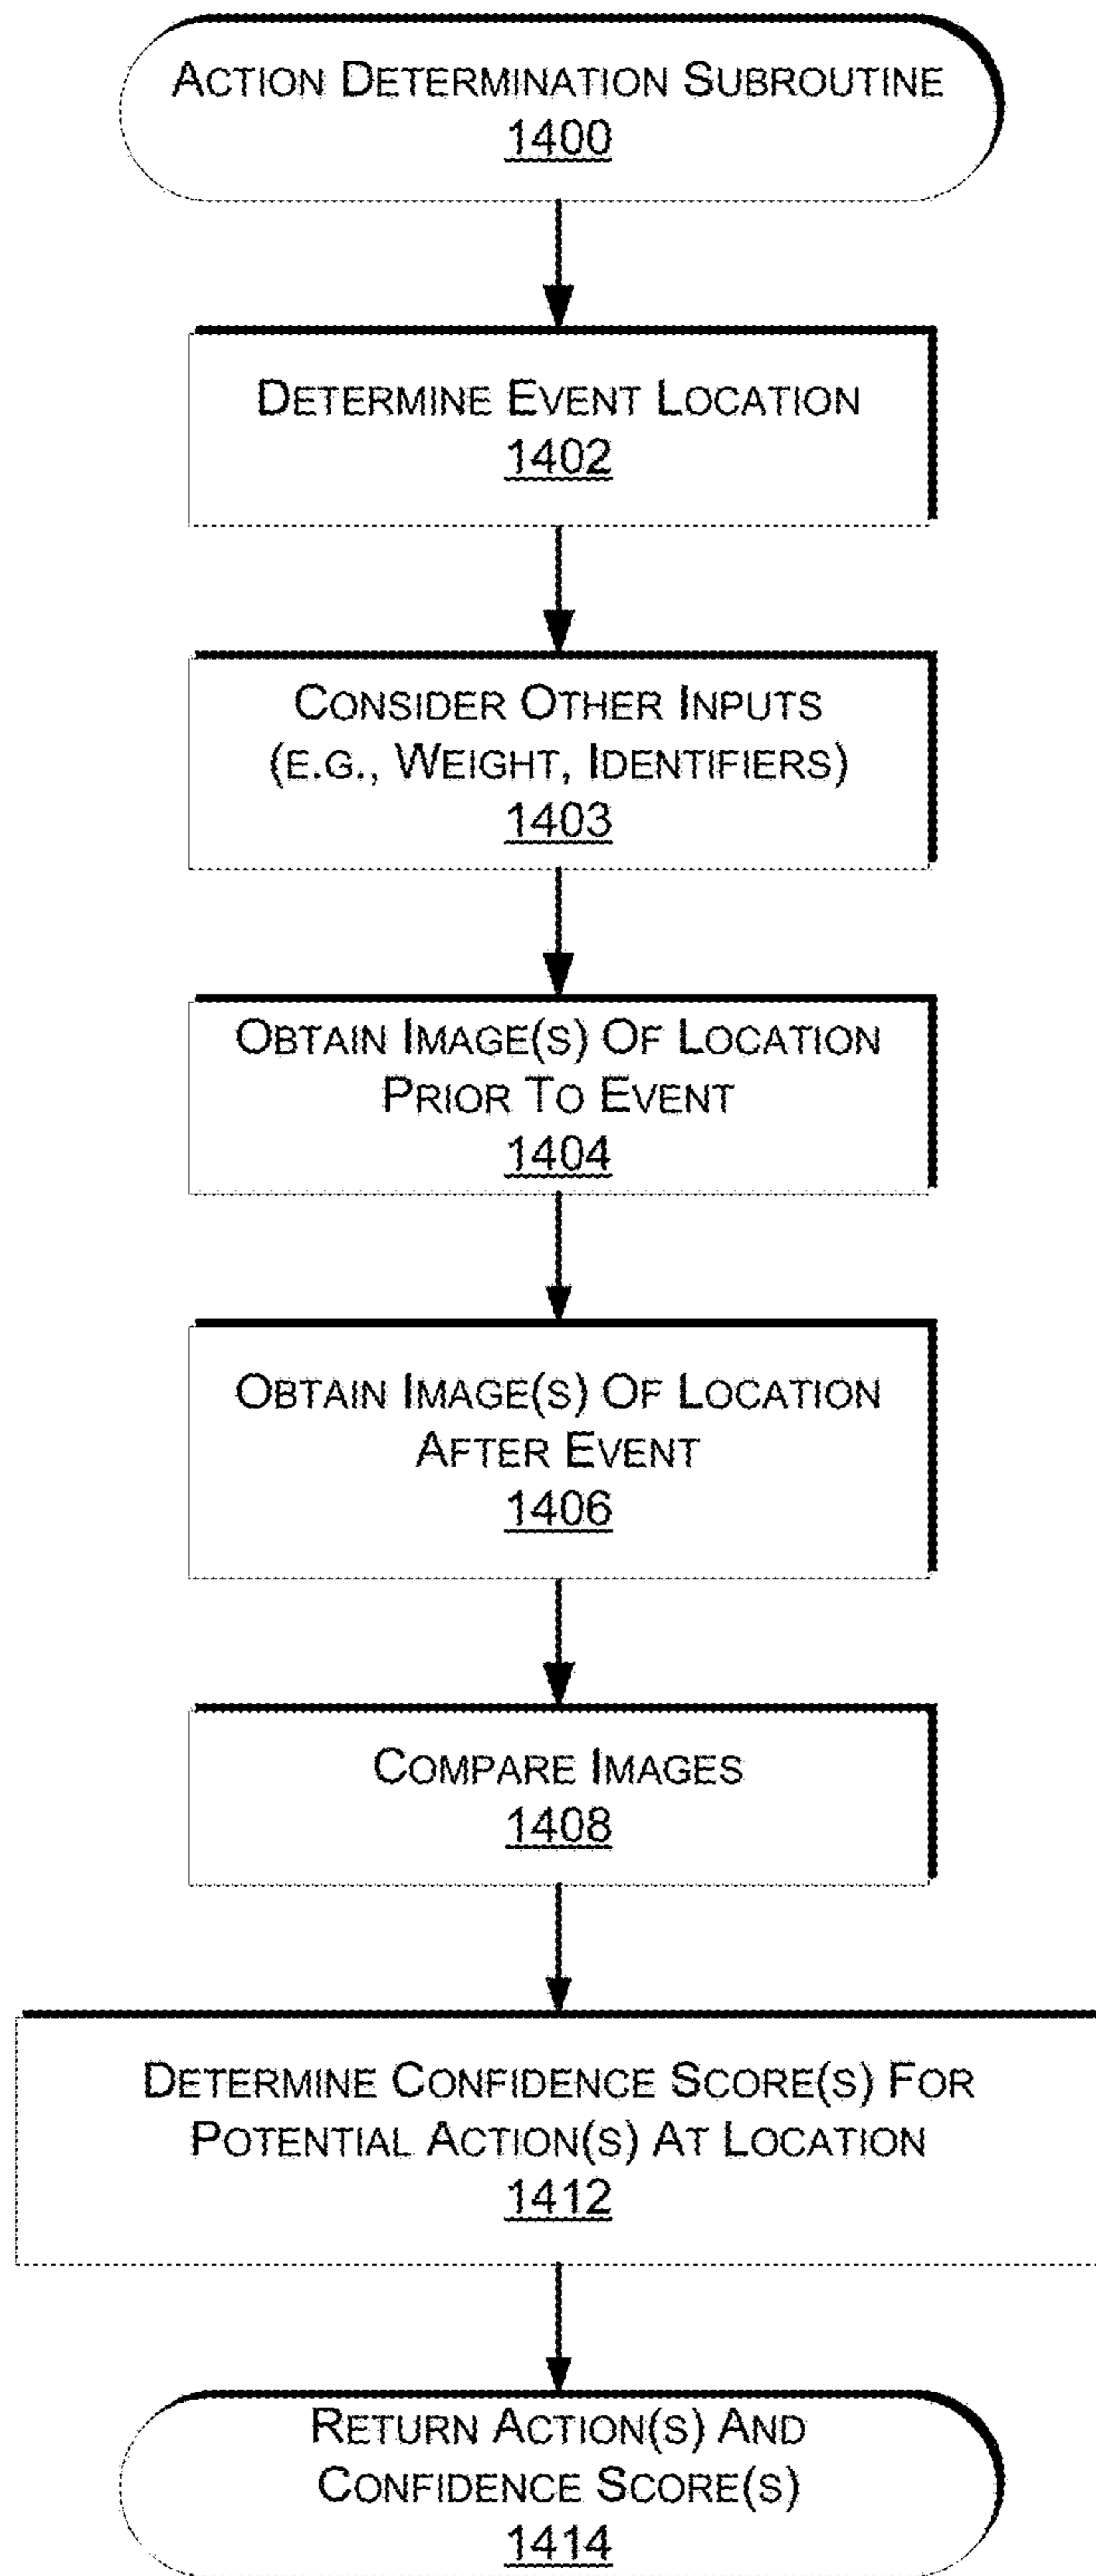 ACTION DETERMINATION SUBROUTINE
1400
DETERMINE EVENT LOCATION
1402
CONSIDER OTHER INPUTS
(E.G., WEIGHT, IDENTIFIERS)
1403
OBTAIN IMAGE(S) OF LOCATION
PRIOR TO EVENT
1404
OBTAIN IMAGE(S) OF LOCATION
AFTER EVENT
1406
COMPARE IMAGES
1408
DETERMINE CONFIDENCE SCORE(S) FOR
POTENTIAL ACTION(S) AT LOCATION
1412
RETURN ACTION(S) AND
CONFIDENCE SCORE(S)
1414